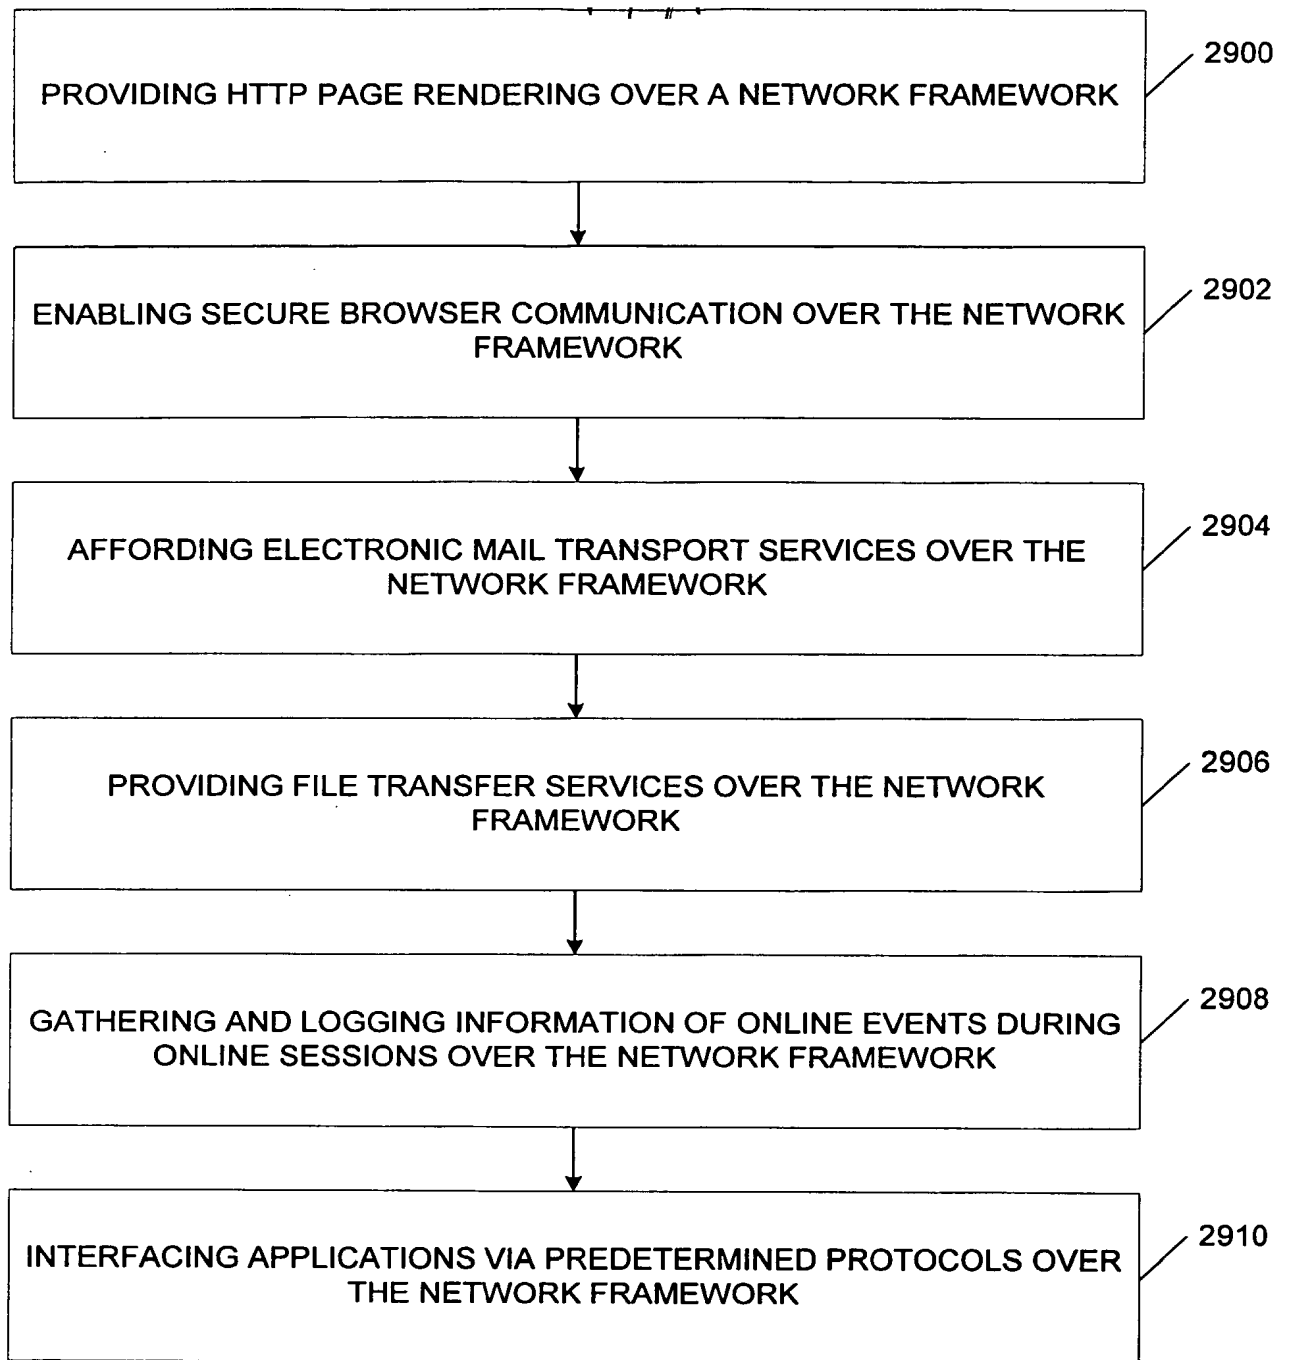 PROVIDING HTTP PAGE RENDERING OVER A NETWORK FRAMEWORK
2900
ENABLING SECURE BROWSER COMMUNICATION OVER THE NETWORK
FRAMEWORK
2902
AFFORDING ELECTRONIC MAIL TRANSPORT SERVICES OVER THE
NETWORK FRAMEWORK
2904
PROVIDING FILE TRANSFER SERVICES OVER THE NETWORK
FRAMEWORK
2906
GATHERING AND LOGGING INFORMATION OF ONLINE EVENTS DURING
ONLINE SESSIONS OVER THE NETWORK FRAMEWORK
2908
INTERFACING APPLICATIONS VIA PREDETERMINED PROTOCOLS OVER
THE NETWORK FRAMEWORK
2910